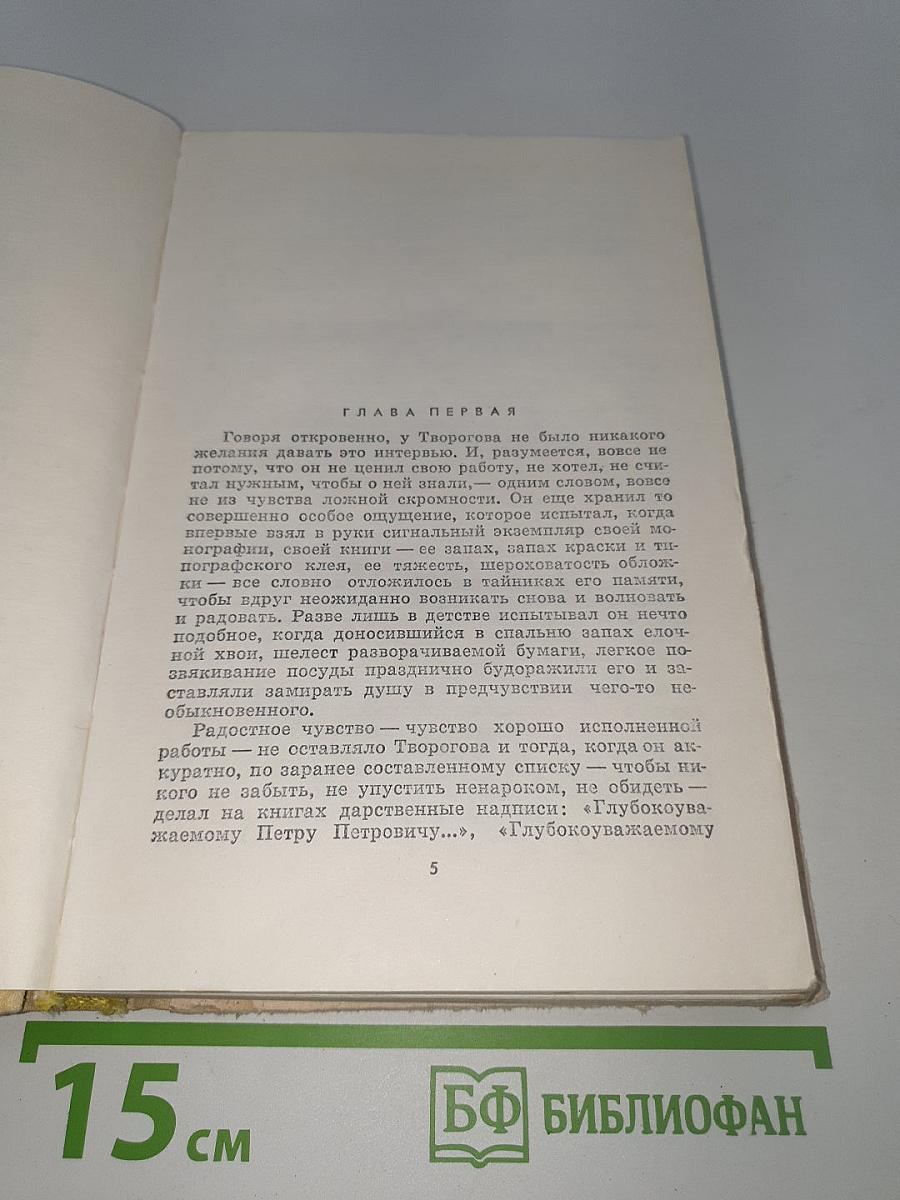 ГЛАВА ПЕРВАЯ
Говоря откровенно, у Творогова не было никакого
желания давать это интервью. И, разумеется, вовсе не
потому, что он не ценил свою работу, не хотел, не счи-
тал нужным, чтобы о ней знали,— одним словом, вовсе
не из чувства ложной скромности. Он еще хранил то
совершенно особое ощущение, которое испытал, когда
впервые взял в руки сигнальный экземпляр своей мо-
нографии, своей книги — ее запах, запах краски и ти-
пографского клея, ее тяжесть, шероховатость облож-
ки — все словно отложилось в тайниках его памяти,
чтобы вдруг неожиданно возникать снова и волновать
и радовать. Разве лишь в детстве испытывал он нечто
подобное, когда доносившийся в спальню запах елоч-
ной хвои, шелест разворачиваемой бумаги, легкое по-
звякивание посуды празднично будоражили его и за-
ставляли замирать душу в предчувствии чего-то не-
обыкновенного.
Радостное чувство — чувство хорошо исполненной
работы — не оставляло Творогова и тогда, когда он ак-
куратно, по заранее составленному списку — чтобы ни-
кого не забыть, не упустить ненароком, не обидеть —
делал на книгах дарственные надписи: «Глубокоува-
жаемому Петру Петровичу...», «Глубокоуважаемому
5
15 см
БФ БИБЛИОФАН